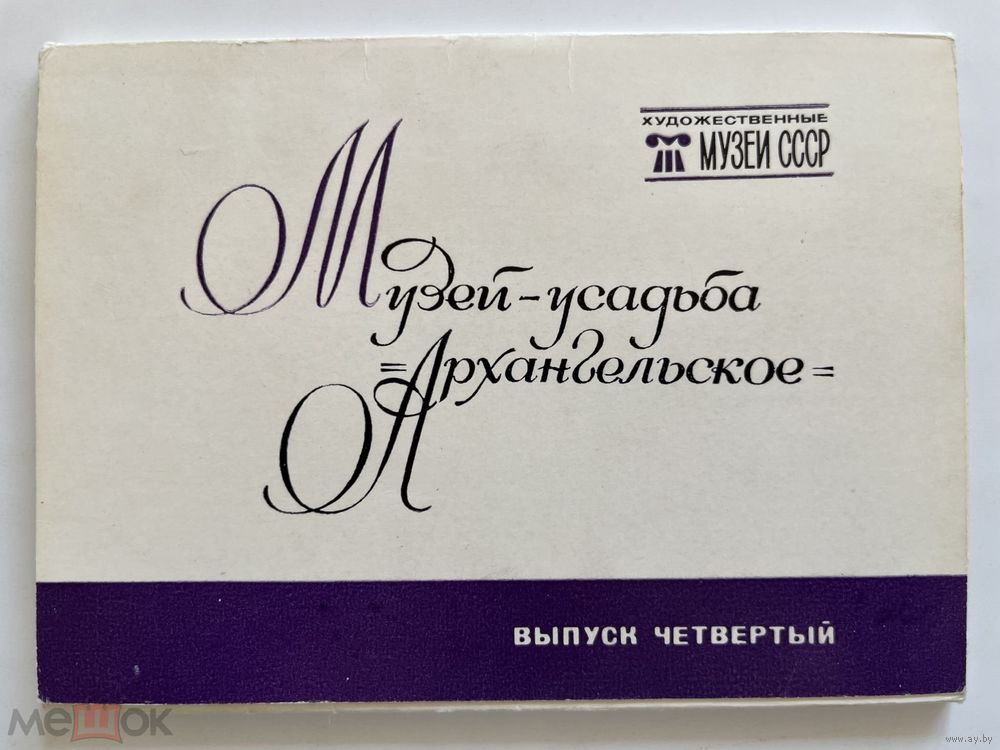 ХУДОЖЕСТВЕННЫЕ
МУЗЕИ СССР
Музей-усадьба
=Архангельское=
ВЫПУСК ЧЕТВЕРТЫЙ
мешок
www.ay.by